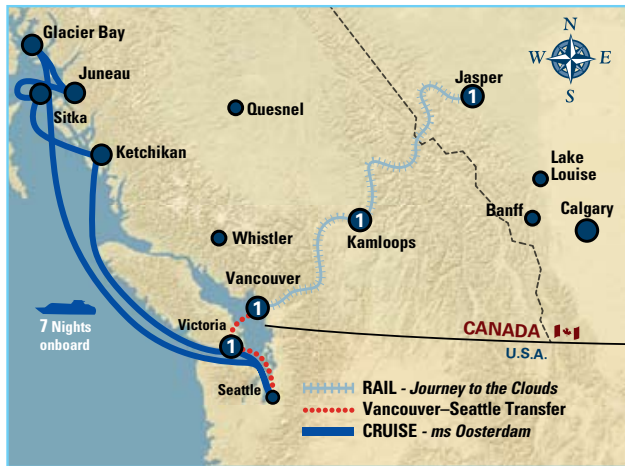 Glacier Bay
Juneau
Sitka
Ketchikan
Quesnel
Jasper
1
N
W E
S
Lake
Louise
Banff
Calgary
1
Kamloops
Whistler
Vancouver
1
Victoria
1
Seattle
7 Nights
onboard
CANADA
U.S.A.
RAIL - Journey to the Clouds
Vancouver–Seattle Transfer
CRUISE - ms Oosterdam